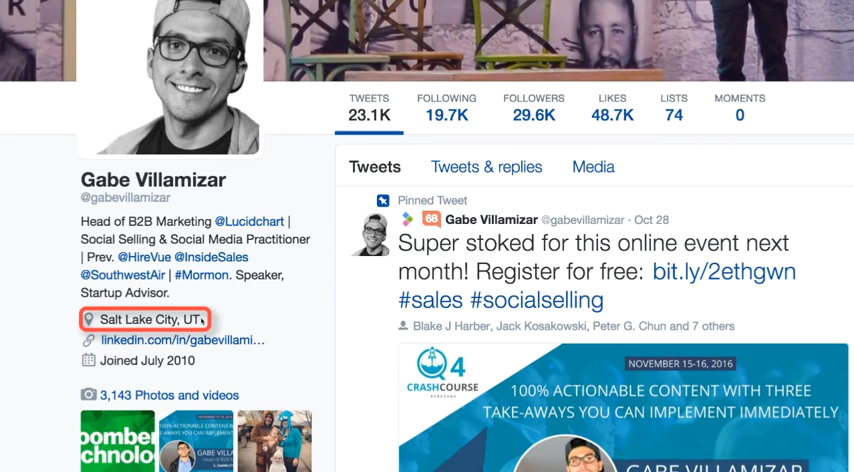 TWEETS FOLLOWING FOLLOWERS LIKES LISTS MOMENTS
23.1K 19.7K 29.6K 48.7K 74 0
Gabe Villamizar
@gabevillamizar
Head of B2B Marketing @Lucidchart |
Social Selling & Social Media Practitioner
| Prev. @HireVue @InsideSales
@SouthwestAir | #Mormon. Speaker,
Startup Advisor.
Salt Lake City, UT
linkedin.com/in/gabevillami…
Joined July 2010
3,143 Photos and videos
Tweets Tweets & replies Media
Pinned Tweet
68 Gabe Villamizar @gabevillamizar · Oct 28
Super stoked for this online event next
month! Register for free: bit.ly/2ethgwn
#sales #socialselling
Blake J Harber, Jack Kosakowski, Peter G. Chun and 7 others
Q4
CRASHCOURSE
NOVEMBER 15-16, 2016
100% ACTIONABLE CONTENT WITH THREE
TAKE-AWAYS YOU CAN IMPLEMENT IMMEDIATELY
GABE VILLAMIZAR